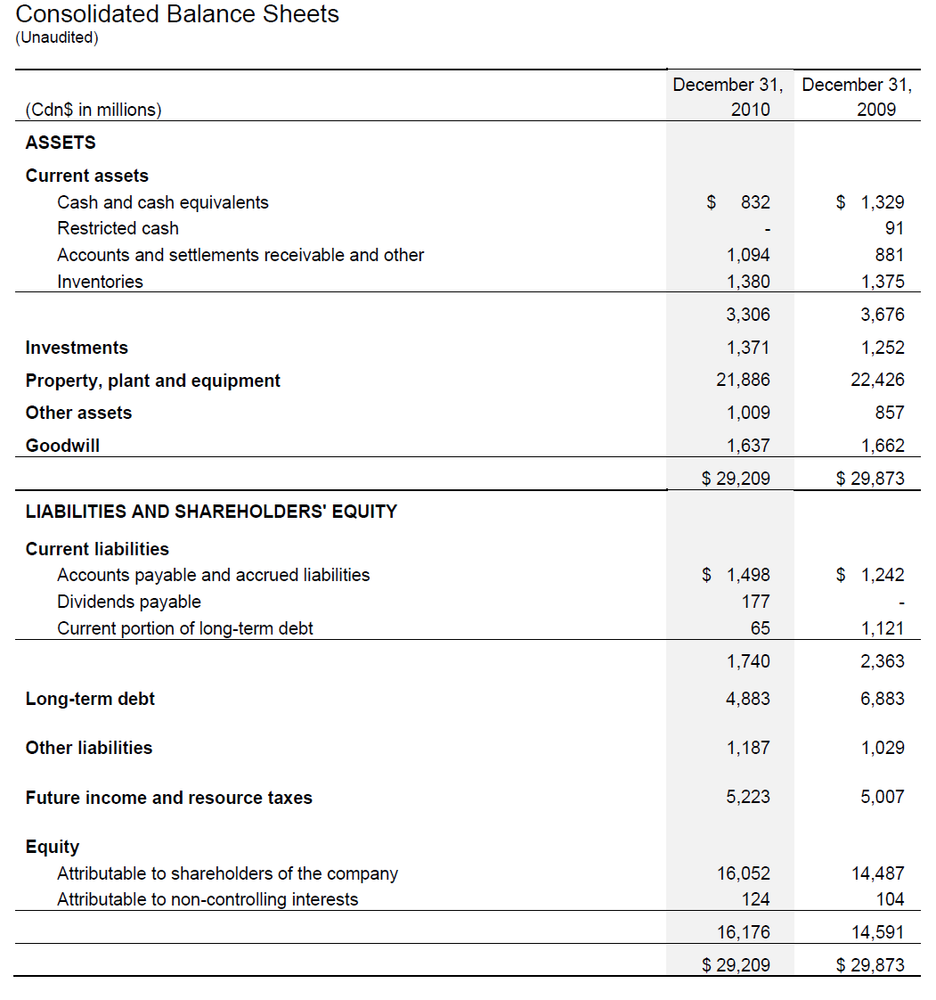 Consolidated Balance Sheets
(Unaudited)
December 31, December 31,
(Cdn$ in millions) 2010 2009
ASSETS
Current assets
Cash and cash equivalents $ 832 $ 1,329
Restricted cash - 91
Accounts and settlements receivable and other 1,094 881
Inventories 1,380 1,375
3,306 3,676
Investments 1,371 1,252
Property, plant and equipment 21,886 22,426
Other assets 1,009 857
Goodwill 1,637 1,662
$ 29,209 $ 29,873
LIABILITIES AND SHAREHOLDERS' EQUITY
Current liabilities
Accounts payable and accrued liabilities $ 1,498 $ 1,242
Dividends payable 177 -
Current portion of long-term debt 65 1,121
1,740 2,363
Long-term debt 4,883 6,883
Other liabilities 1,187 1,029
Future income and resource taxes 5,223 5,007
Equity
Attributable to shareholders of the company 16,052 14,487
Attributable to non-controlling interests 124 104
16,176 14,591
$ 29,209 $ 29,873